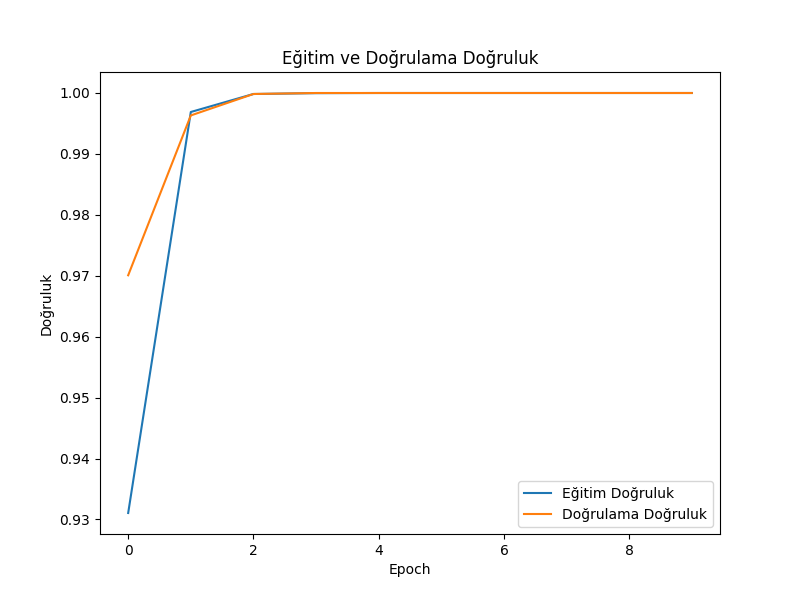 Eğitim ve Doğrulama Doğruluk
1.00
0.99
0.98
0.97
0.96
0.95
0.94
0.93
Doğruluk
0 2 4 6 8
Epoch
Eğitim Doğruluk
Doğrulama Doğruluk